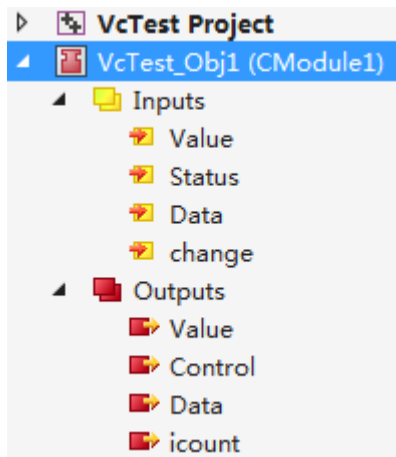 VcTest Project
VcTest_Obj1 (CModule1)
Inputs
Value
Status
Data
change
Outputs
Value
Control
Data
icount